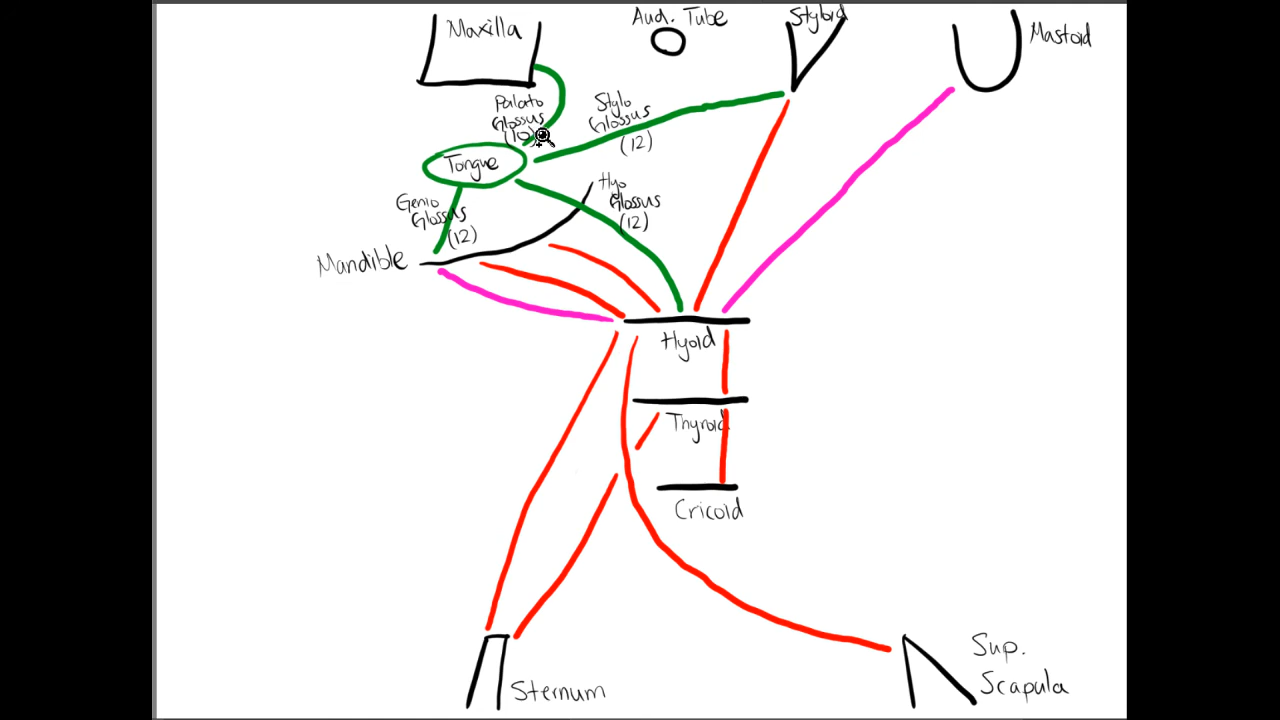 Maxilla
Aud. Tube
Styloid
Mastoid
Palato
Glossus
(10)
Stylo
Glossus
(12)
Tongue
Hyo
Glossus
(12)
Genio
Glossus
(12)
Mandible
Hyoid
Thyroid
Cricoid
Sternum
Sup.
Scapula